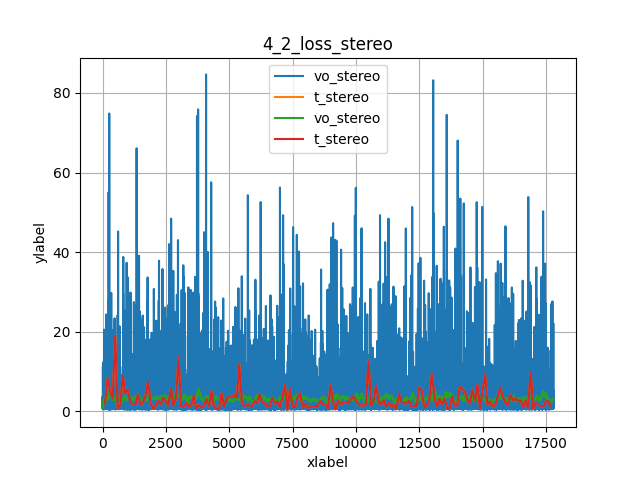 4_2_loss_stereo
vo_stereo
t_stereo
vo_stereo
t_stereo
ylabel
80
60
40
20
0
0 2500 5000 7500 10000 12500 15000 17500
xlabel